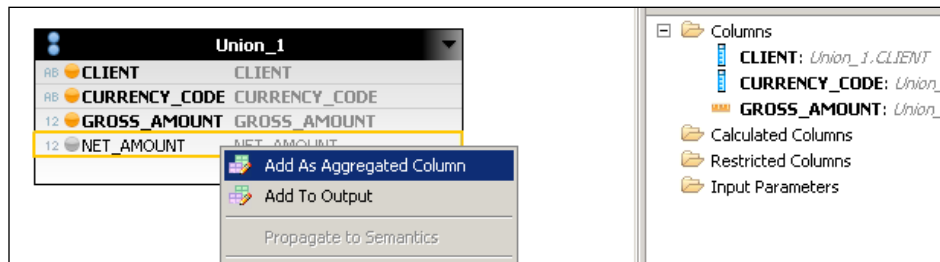 Union_1
AB CLIENT CLIENT
AB CURRENCY_CODE CURRENCY_CODE
12 GROSS_AMOUNT GROSS_AMOUNT
12 NET_AMOUNT NET_AMOUNT
Add As Aggregated Column
Add To Output
Propagate to Semantics
Columns
CLIENT: Union_1.CLIENT
CURRENCY_CODE: Union_
GROSS_AMOUNT: Union_
Calculated Columns
Restricted Columns
Input Parameters